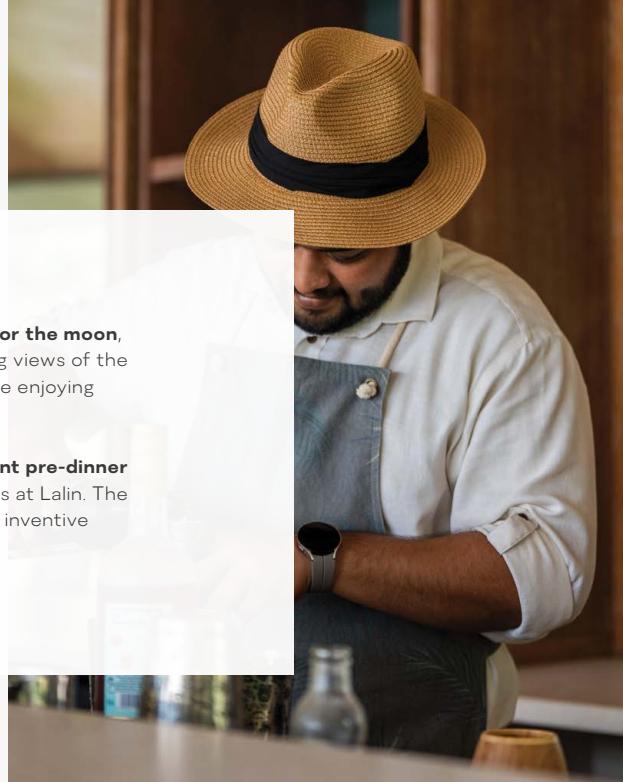 or the moon,
g views of the
e enjoying
nt pre-dinner
s at Lalin. The
inventive